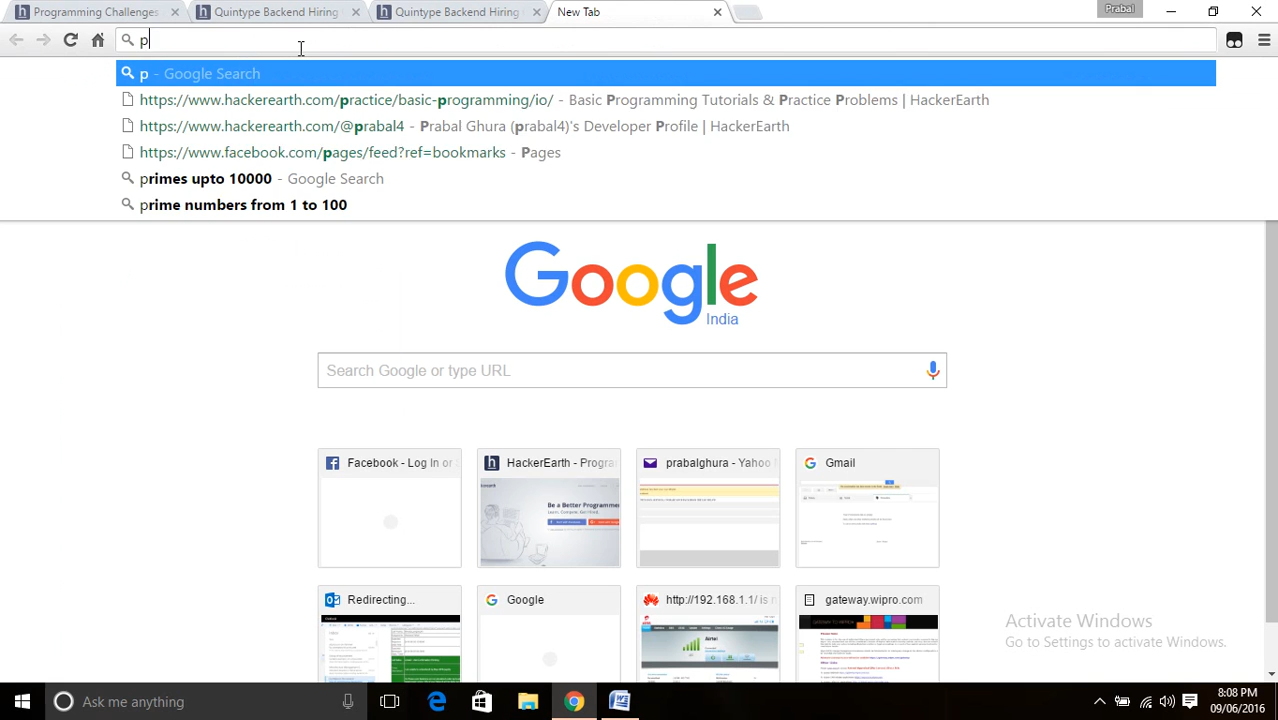 Programming Challenges
Quintype Backend Hiring
Quintype Backend Hiring
New Tab
Prabal
p
p - Google Search
https://www.hackerearth.com/practice/basic-programming/io/ - Basic Programming Tutorials & Practice Problems | HackerEarth
https://www.hackerearth.com/@prabal4 - Prabal Ghura (prabal4)'s Developer Profile | HackerEarth
https://www.facebook.com/pages/feed?ref=bookmarks - Pages
primes upto 10000 - Google Search
prime numbers from 1 to 100
Google
India
Search Google or type URL
Facebook - Log In or
HackerEarth - Progra
prabalghura - Yahoo
Gmail
Be a Better Programmer
Redirecting...
Google
http://192.168.1.1/ is
gateway.wipro.com
Airtel
Activate Windows
Go to Settings to activate Windows.
Ask me anything
8:08 PM
09/06/2016